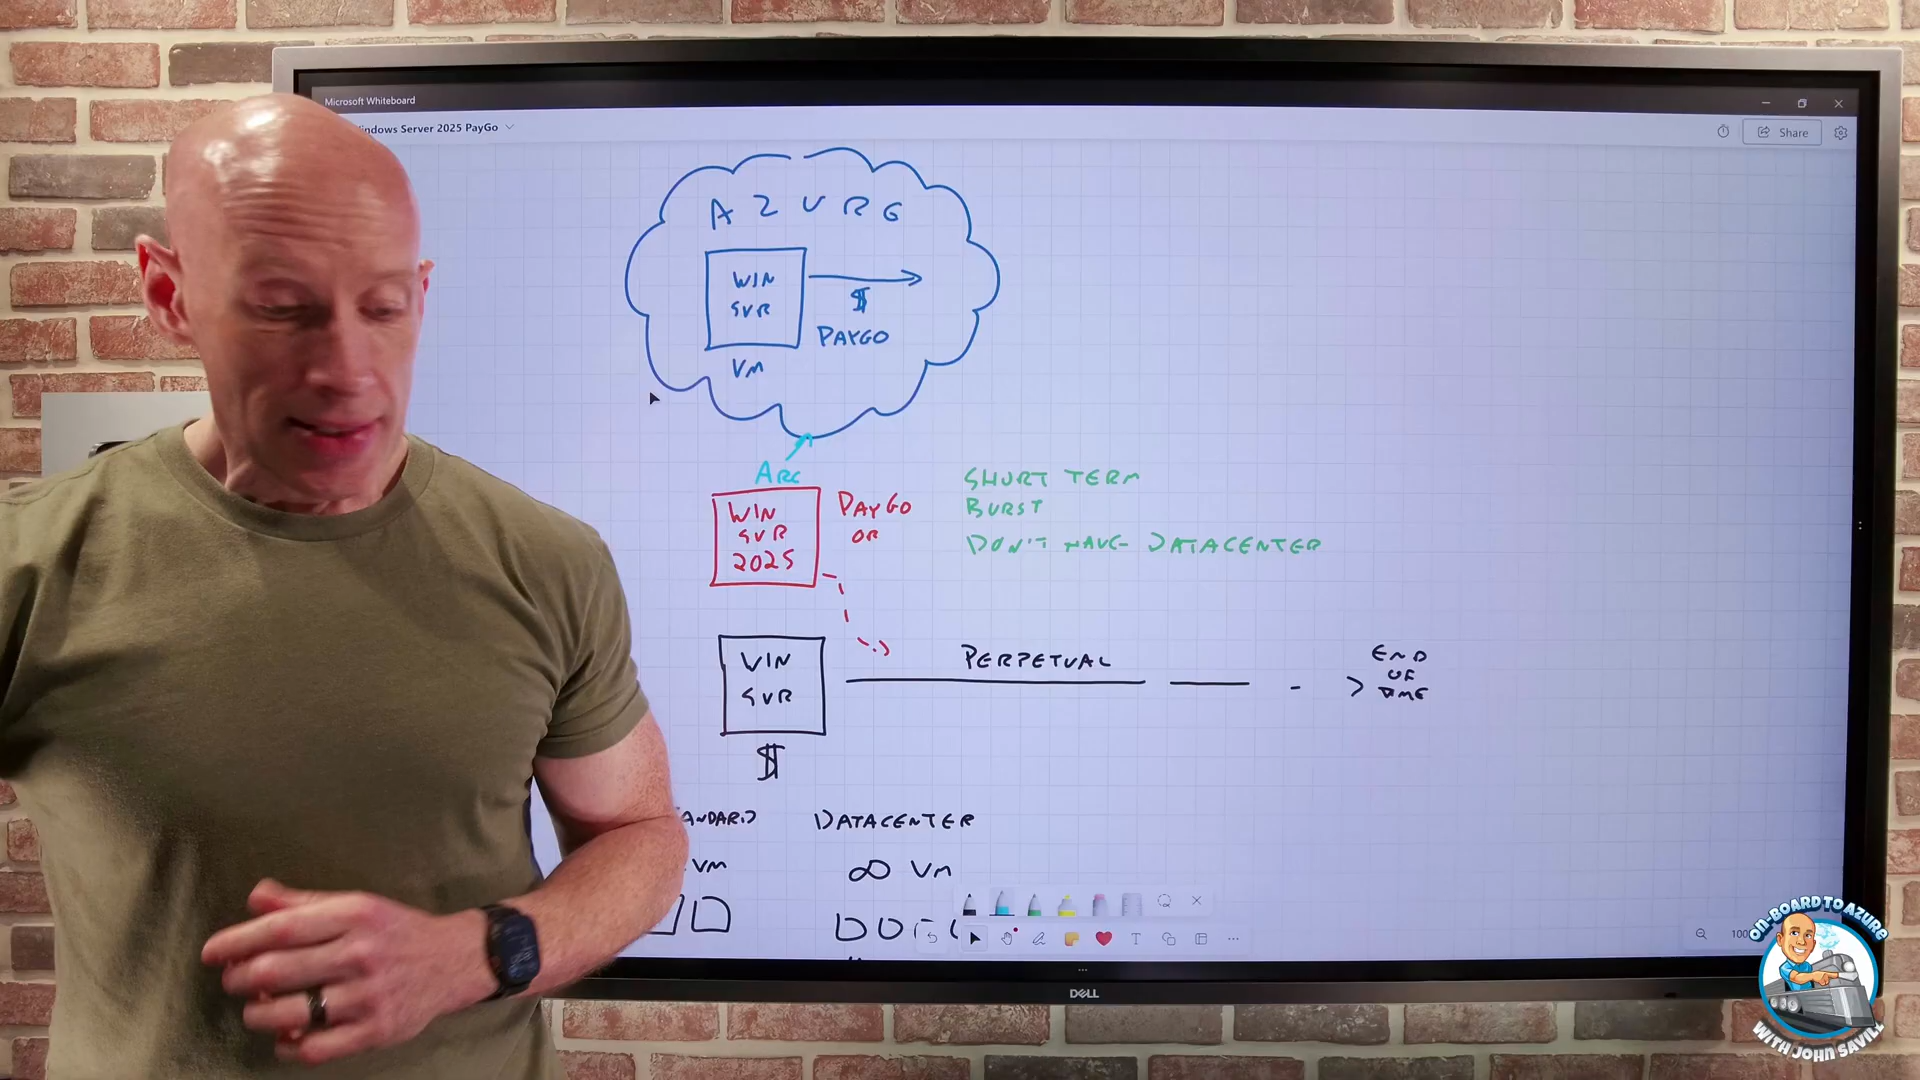 Microsoft Whiteboard
indows Server 2025 PayGo
Share
AZURE
WIN
SVR
$
PAYGO
VM
ARC
WIN
SVR
2025
PAYGO
OR
SHORT TERM
BURST
DON'T HAVE DATACENTER
WIN
SVR
$
PERPETUAL
END
OF
TIME
ANDARD
DATACENTER
VM
∞ VM
100
DELL
ON-BOARD TO AZURE
WITH JOHN SAVILL